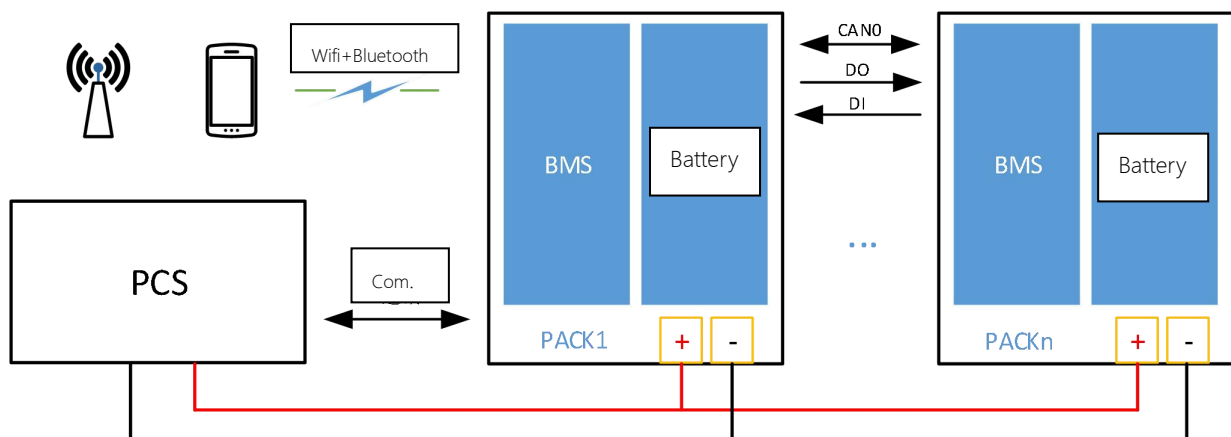 Wifi+Bluetooth
CAN0
DO
DI
BMS
Battery
BMS
Battery
...
PCS
Com.
PACK1
+
-
PACKn
+
-